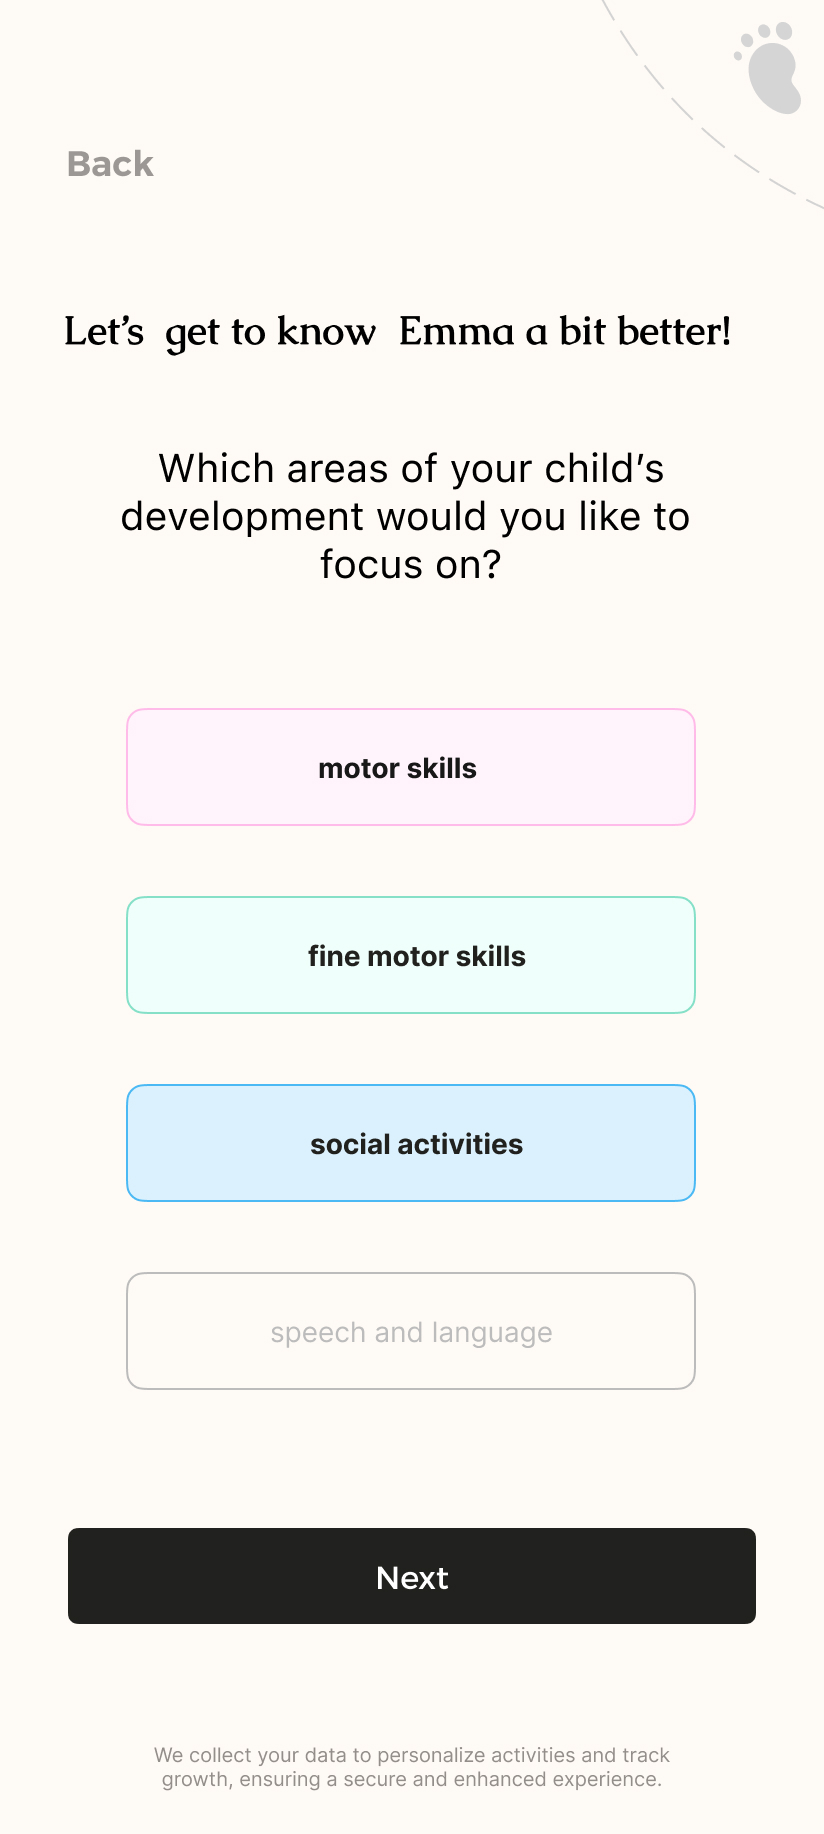 Back
Let’s get to know Emma a bit better!
Which areas of your child’s
development would you like to
focus on?
motor skills
fine motor skills
social activities
speech and language
Next
We collect your data to personalize activities and track
growth, ensuring a secure and enhanced experience.